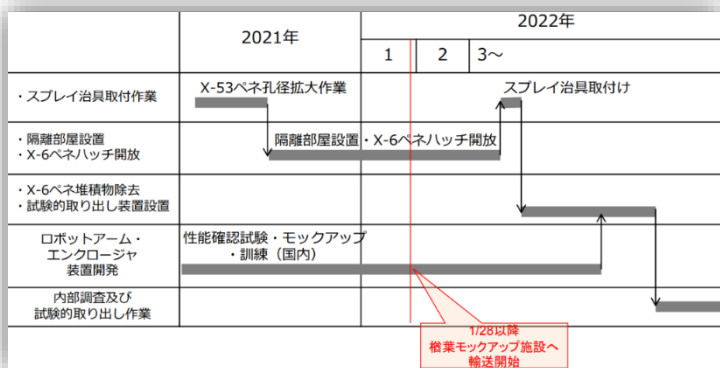 2021年
2022年
1
2
3～
・スプレイ治具取付作業
X-53ペネ孔径拡大作業
スプレイ治具取付け
・隔離部屋設置
・X-6ペネハッチ開放
隔離部屋設置・X-6ペネハッチ開放
・X-6ペネ堆積物除去
・試験的取り出し装置設置
ロボットアーム・
エンクロージャ
装置開発
性能確認試験・モックアップ
・訓練（国内）
内部調査及び
試験的取り出し作業
1/28以降
楢葉モックアップ施設へ
輸送開始